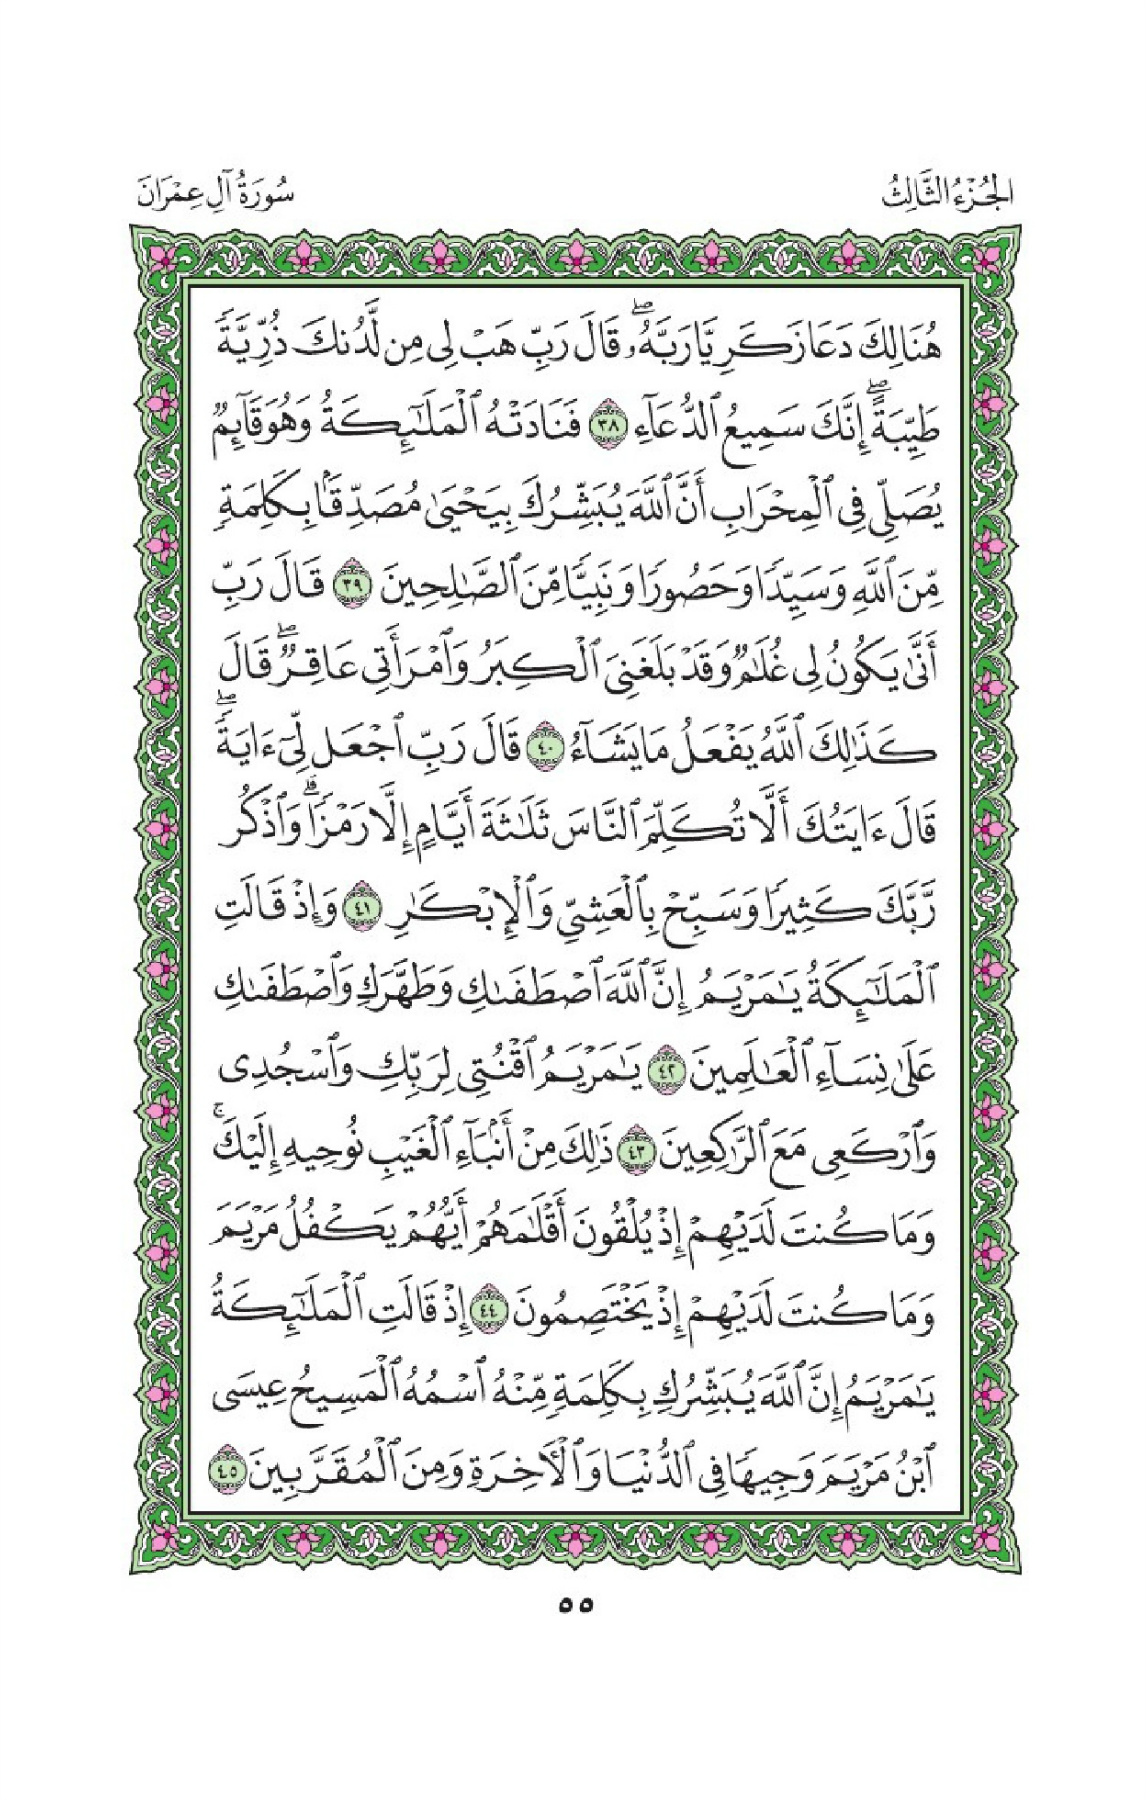 الجُزْءُ الثَّالِثُ
سُورَةُ آلِ عِمْرَانَ
هُنَالِكَ دَعَا زَكَرِيَّا رَبَّهُۥۖ قَالَ رَبِّ هَبْ لِى مِن لَّدُنكَ ذُرِّيَّةً
طَيِّبَةًۖ إِنَّكَ سَمِيعُ ٱلدُّعَآءِ ٣٨ فَنَادَتْهُ ٱلْمَلَـٰٓئِكَةُ وَهُوَ قَآئِمٌ
يُصَلِّى فِى ٱلْمِحْرَابِ أَنَّ ٱللَّهَ يُبَشِّرُكَ بِيَحْيَىٰ مُصَدِّقًۢا بِكَلِمَةٍ
مِّنَ ٱللَّهِ وَسَيِّدًا وَحَصُورًا وَنَبِيًّا مِّنَ ٱلصَّـٰلِحِينَ ٣٩ قَالَ رَبِّ
أَنَّىٰ يَكُونُ لِى غُلَـٰمٌ وَقَدْ بَلَغَنِىَ ٱلْكِبَرُ وَٱمْرَأَتِى عَاقِرٌۖ قَالَ
كَذَٰلِكَ ٱللَّهُ يَفْعَلُ مَا يَشَآءُ ٤٠ قَالَ رَبِّ ٱجْعَل لِّىٓ ءَايَةًۖ
قَالَ ءَايَتُكَ أَلَّا تُكَلِّمَ ٱلنَّاسَ ثَلَـٰثَةَ أَيَّامٍ إِلَّا رَمْزًاۗ وَٱذْكُر
رَّبَّكَ كَثِيرًا وَسَبِّحْ بِٱلْعَشِىِّ وَٱلْإِبْكَـٰرِ ٤١ وَإِذْ قَالَتِ
ٱلْمَلَـٰٓئِكَةُ يَـٰمَرْيَمُ إِنَّ ٱللَّهَ ٱصْطَفَىٰكِ وَطَهَّرَكِ وَٱصْطَفَىٰكِ
عَلَىٰ نِسَآءِ ٱلْعَـٰلَمِينَ ٤٢ يَـٰمَرْيَمُ ٱقْنُتِى لِرَبِّكِ وَٱسْجُدِى
وَٱرْكَعِى مَعَ ٱلرَّٰكِعِينَ ٤٣ ذَٰلِكَ مِنْ أَنۢبَآءِ ٱلْغَيْبِ نُوحِيهِ إِلَيْكَۚ
وَمَا كُنتَ لَدَيْهِمْ إِذْ يُلْقُونَ أَقْلَـٰمَهُمْ أَيُّهُمْ يَكْفُلُ مَرْيَمَ
وَمَا كُنتَ لَدَيْهِمْ إِذْ يَخْتَصِمُونَ ٤٤ إِذْ قَالَتِ ٱلْمَلَـٰٓئِكَةُ
يَـٰمَرْيَمُ إِنَّ ٱللَّهَ يُبَشِّرُكِ بِكَلِمَةٍ مِّنْهُ ٱسْمُهُ ٱلْمَسِيحُ عِيسَى
ٱبْنُ مَرْيَمَ وَجِيهًا فِى ٱلدُّنْيَا وَٱلْـَٔاخِرَةِ وَمِنَ ٱلْمُقَرَّبِينَ ٤٥
٥٥